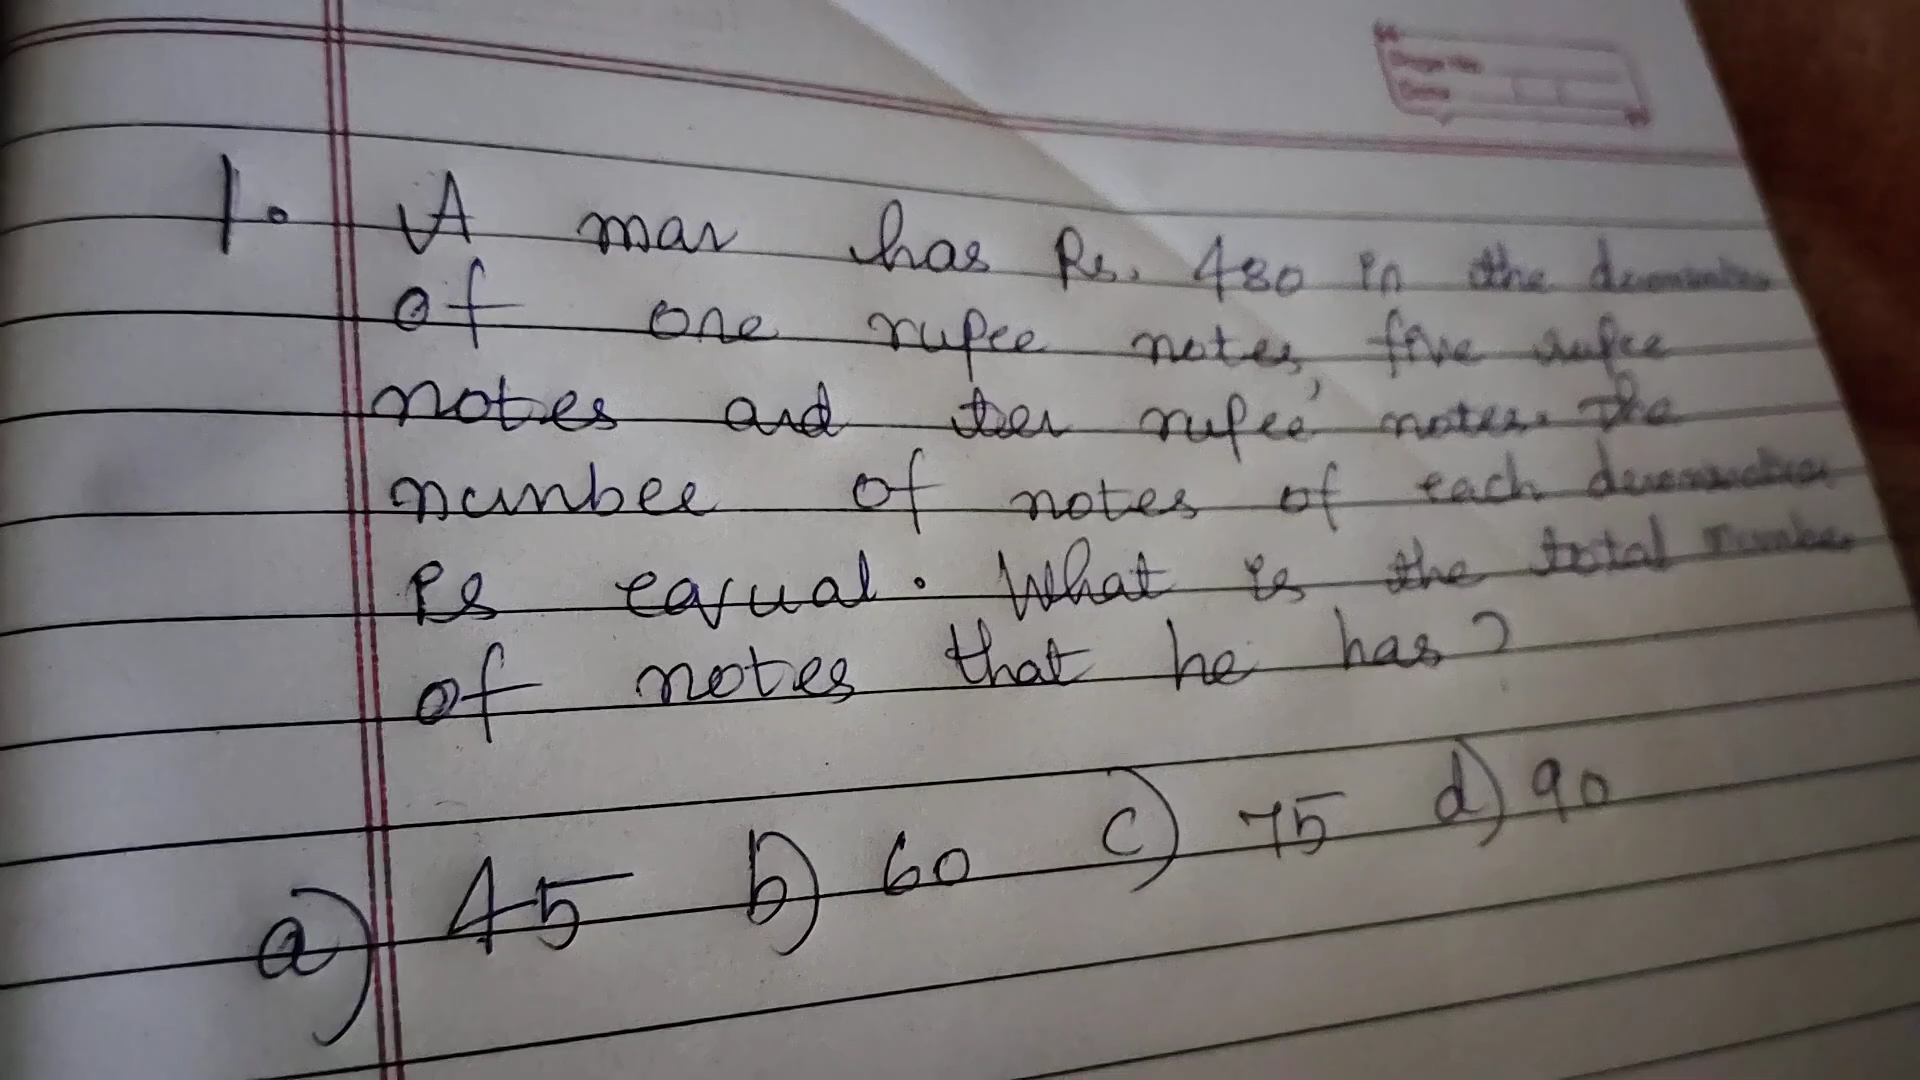 1. A man has Rs. 480 in the
of one rupee notes, five rupee
notes and ten rupee notes. The
number of notes of each
is equal. What is the total number
of notes that he has?
a) 45 b) 60 c) 75 d) 90